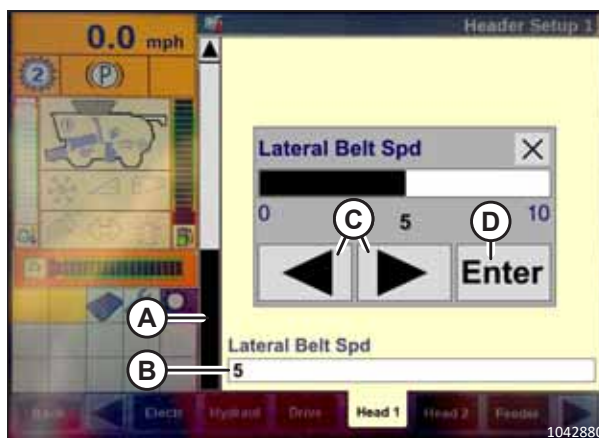 Header Setup 1
0.0 mph
2
P
Lateral Belt Spd
0
5
10
C
D
Enter
A
Lateral Belt Spd
B
5
Back
Electr
Hydraul
Drive
Head 1
Head 2
Feeder
1042880